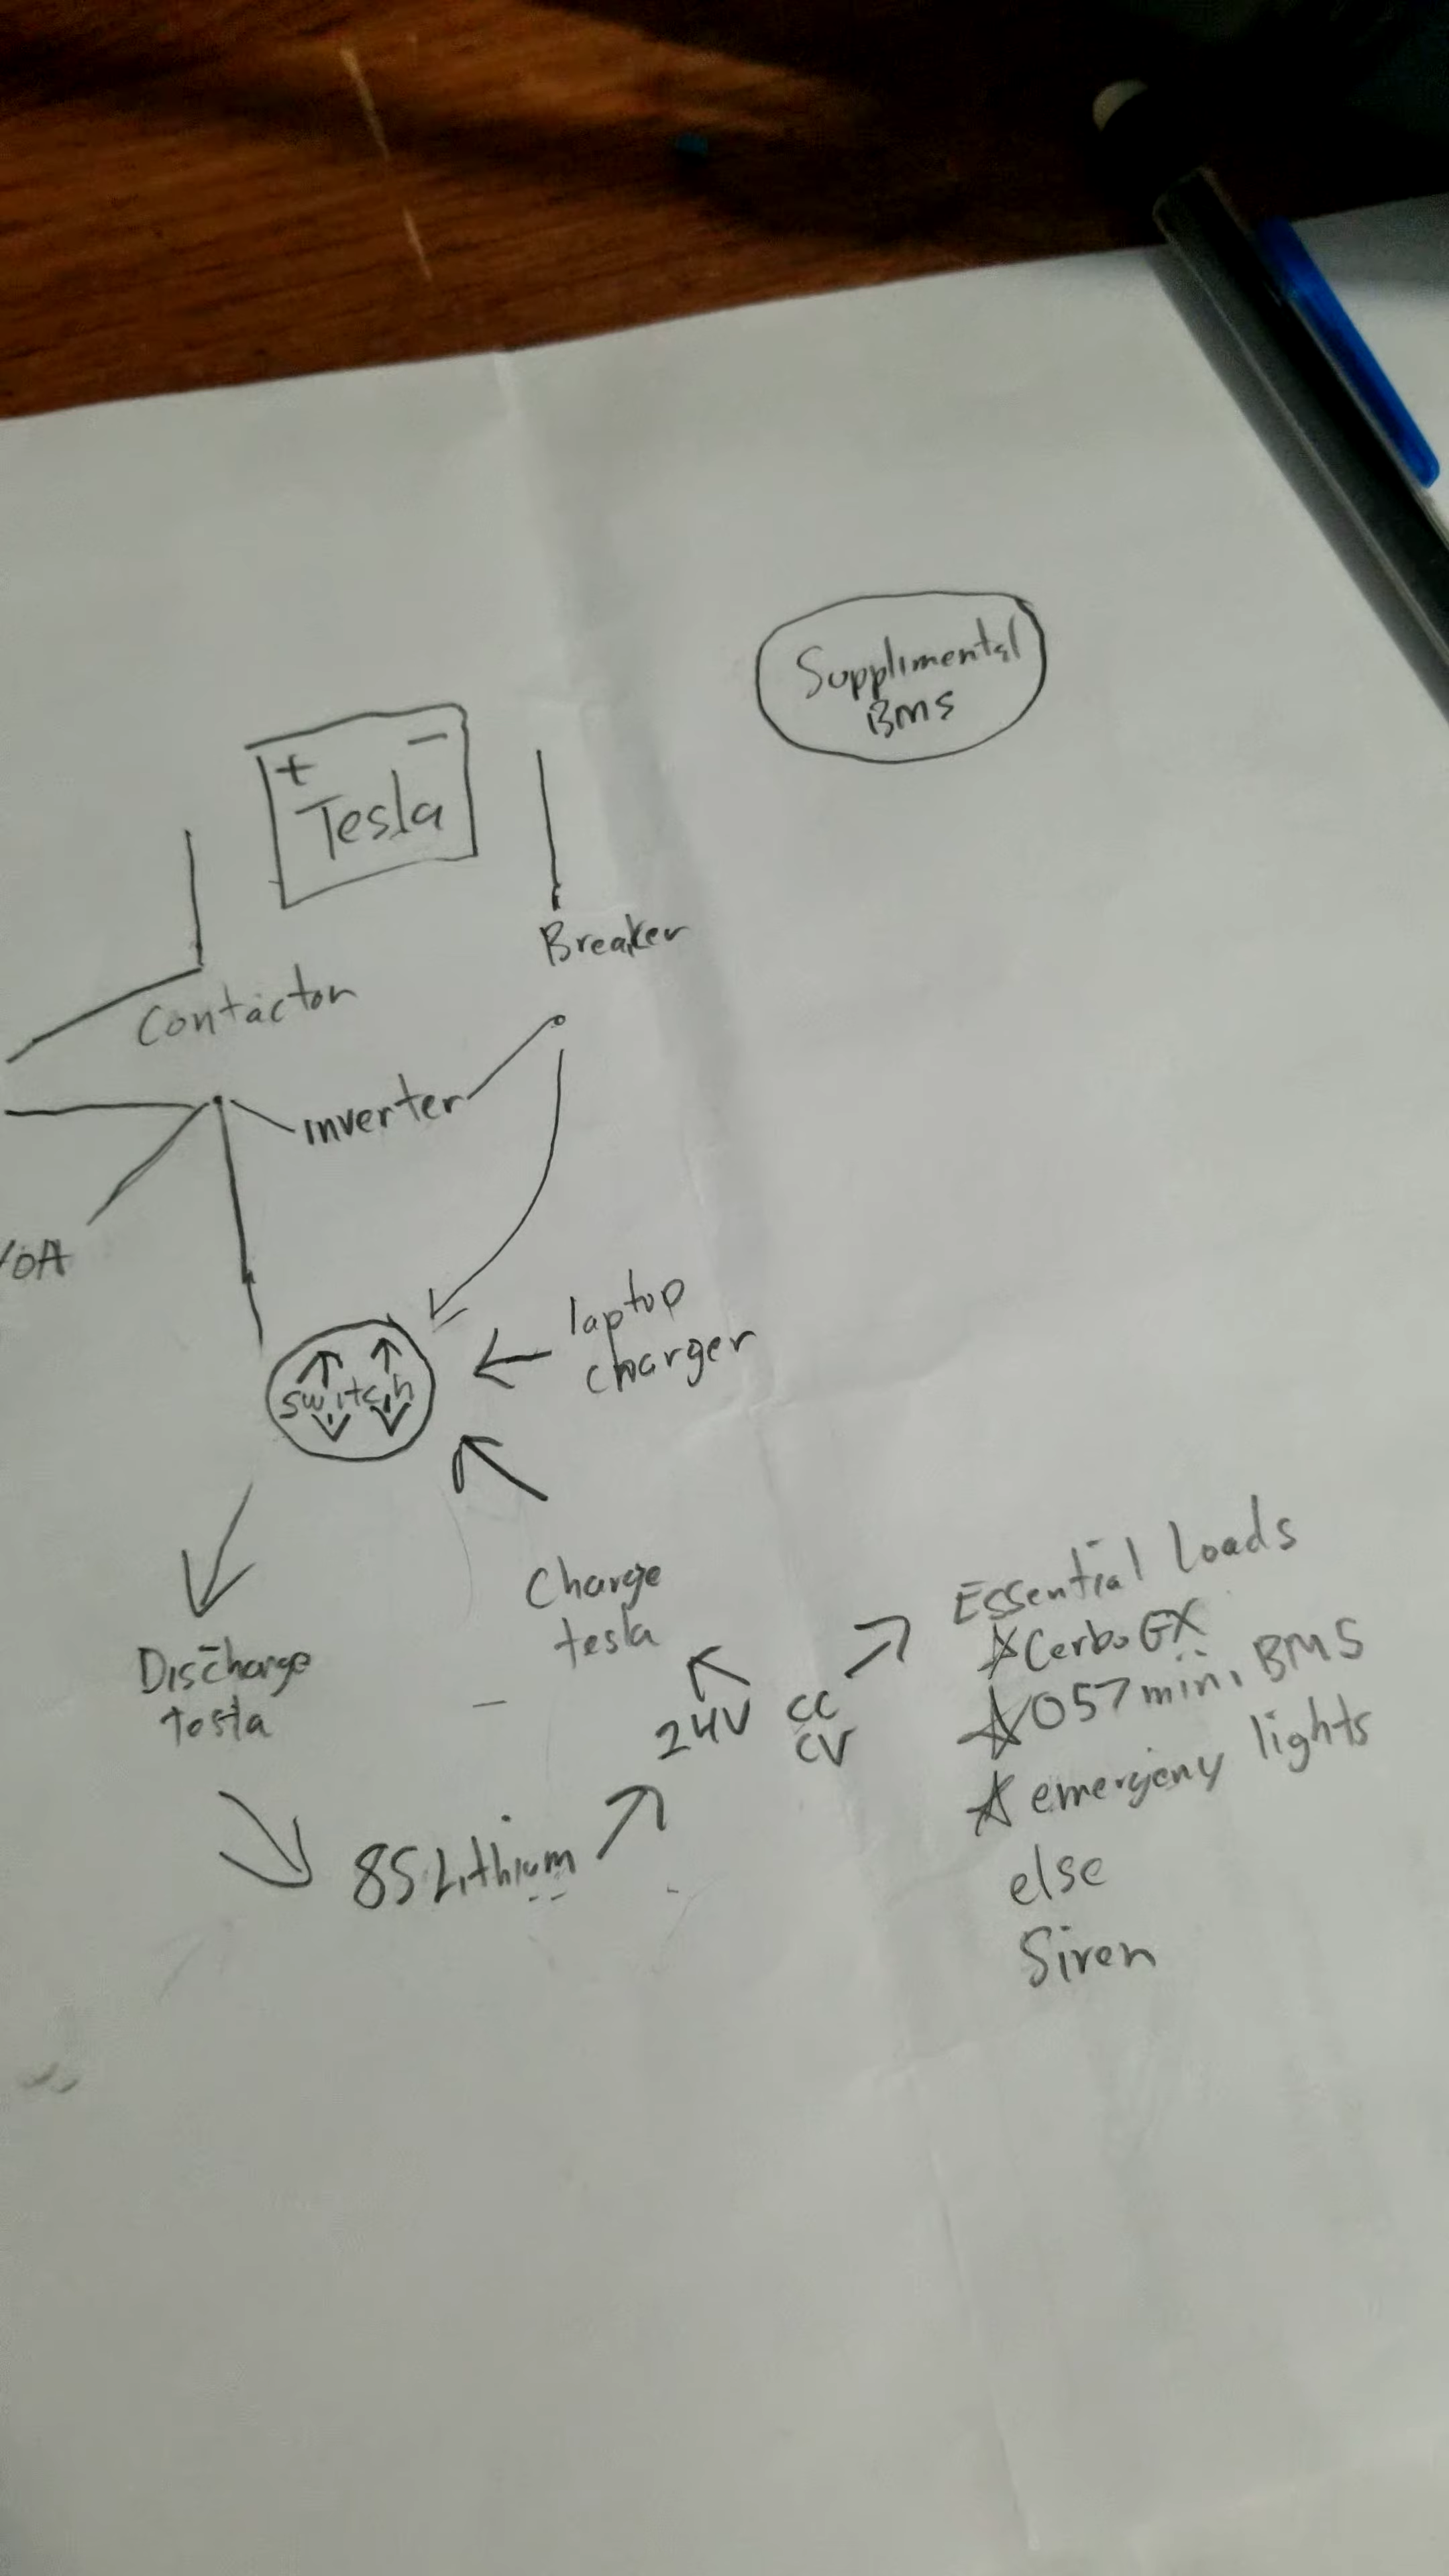 Supplimental
BMS
+ -
Tesla
Breaker
Contactor
inverter
0A
laptop
charger
switch
Charge
tesla
Discharge
tesla
24V
CC
CV
8S Lithium
Essential Loads
Cerbo GX
057 mini BMS
emergeny lights
else
Siren